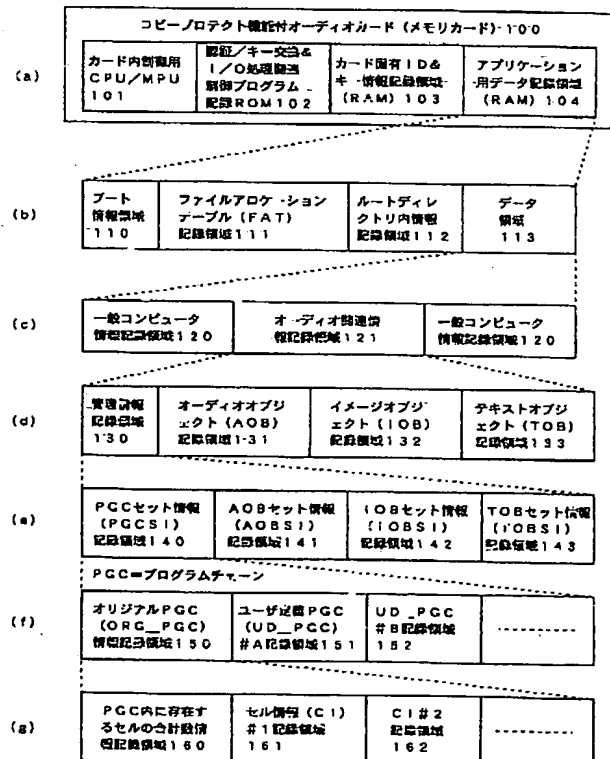 コピープロテクト機能付オーディオカード(メモリカード)100
(a)
カード内制御用
CPU/MPU
101
認証/キー交換&
I/O処理関連
制御プログラム
記録ROM102
カード固有ID&
キー情報記録領域
(RAM)103
アプリケーション
用データ記録領域
(RAM)104
(b)
ブート
情報領域
110
ファイルアロケーション
テーブル(FAT)
記録領域111
ルートディレ
クトリ内情報
記録領域112
データ
領域
113
(c)
一般コンピュータ
情報記録領域120
オーディオ関連情
報記録領域121
一般コンピュータ
情報記録領域120
(d)
管理情報
記録領域
130
オーディオオブジ
ェクト(AOB)
記録領域131
イメージオブジ
ェクト(IOB)
記録領域132
テキストオブジ
ェクト(TOB)
記録領域133
(e)
PGCセット情報
(PGCSI)
記録領域140
AOBセット情報
(AOBSI)
記録領域141
IOBセット情報
(IOBSI)
記録領域142
TOBセット情報
(TOBSI)
記録領域143
PGC=プログラムチェーン
(f)
オリジナルPGC
(ORG_PGC)
情報記録領域150
ユーザ定義PGC
(UD_PGC)
#A記録領域151
UD_PGC
#B記録領域
152
(g)
PGC内に存在す
るセルの合計数情
報記録領域160
セル情報(CI)
#1記録領域
161
CI#2
記録領域
162